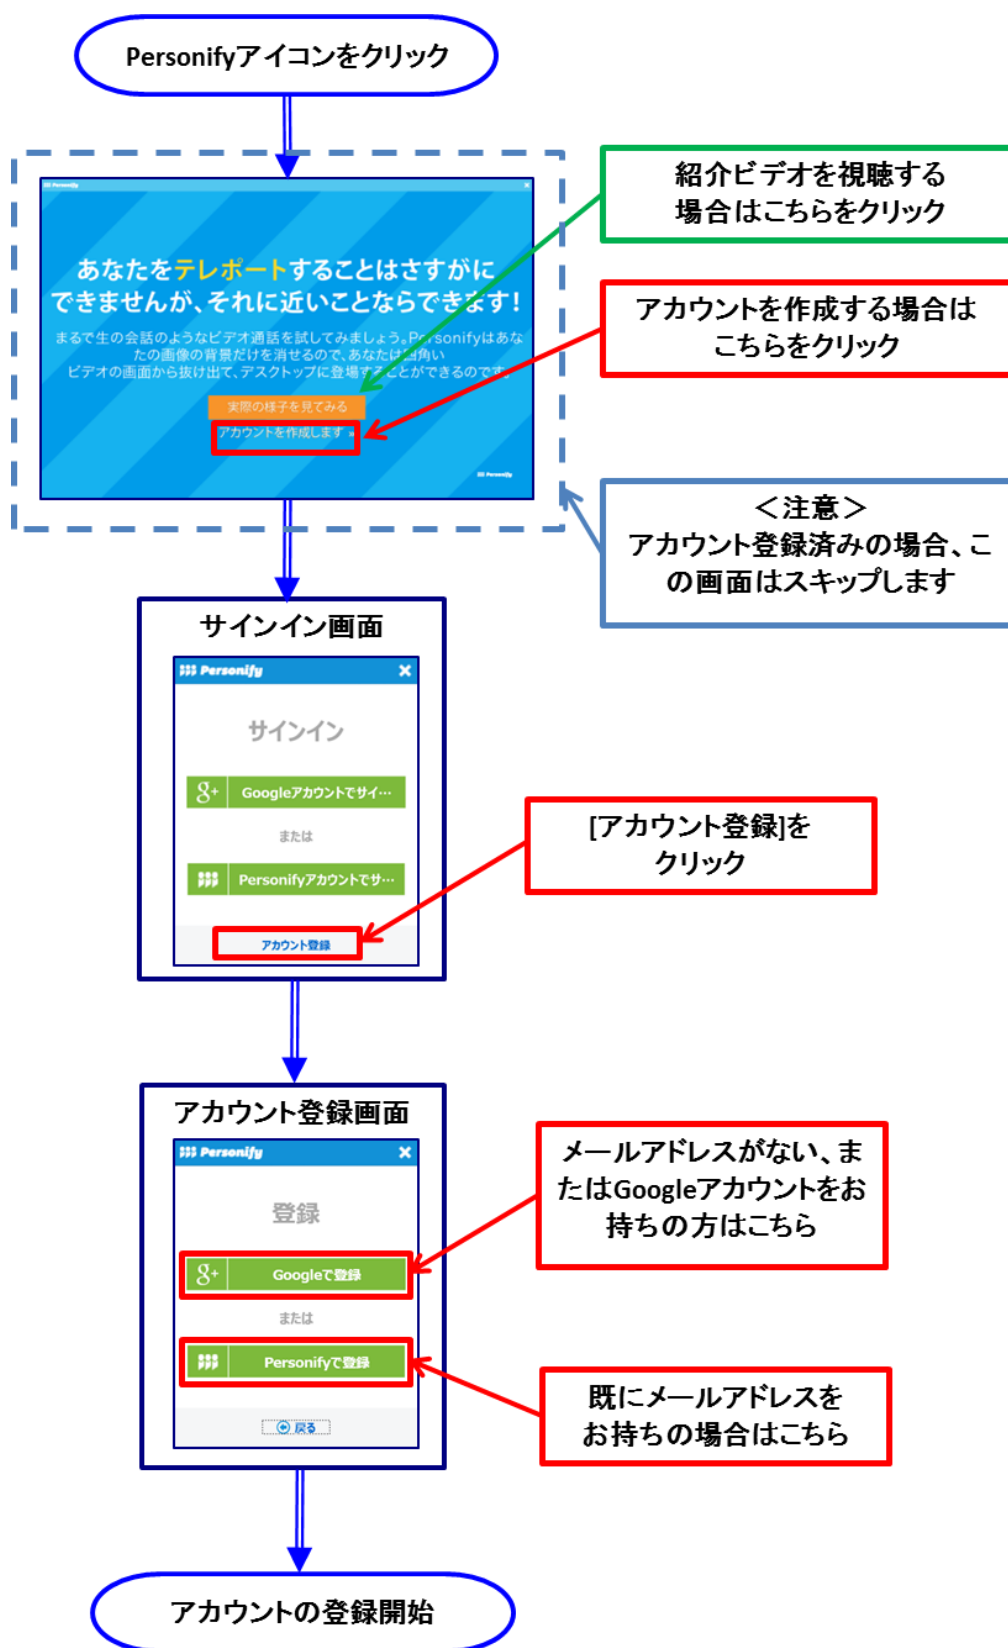 Personifyアイコンをクリック
Personify
紹介ビデオを視聴する
場合はこちらをクリック
あなたをテレポートすることはさすがに
できませんが、それに近いことならできます!
まるで生の会話のようなビデオ通話を試してみましょう。Personifyはあな
たの画像の背景だけを消せるので、あなたは四角い
ビデオの画面から抜け出て、デスクトップに登場することができるのです。
アカウントを作成する場合は
こちらをクリック
実際の様子を見てみる
アカウントを作成します »
Personify
<注意>
アカウント登録済みの場合、こ
の画面はスキップします
サインイン画面
Personify
サインイン
g+ Googleアカウントでサイ…
または
Personifyアカウントでサ…
アカウント登録
[アカウント登録]を
クリック
アカウント登録画面
Personify
登録
g+ Googleで登録
または
Personifyで登録
戻る
メールアドレスがない、ま
たはGoogleアカウントをお
持ちの方はこちら
既にメールアドレスを
お持ちの場合はこちら
アカウントの登録開始